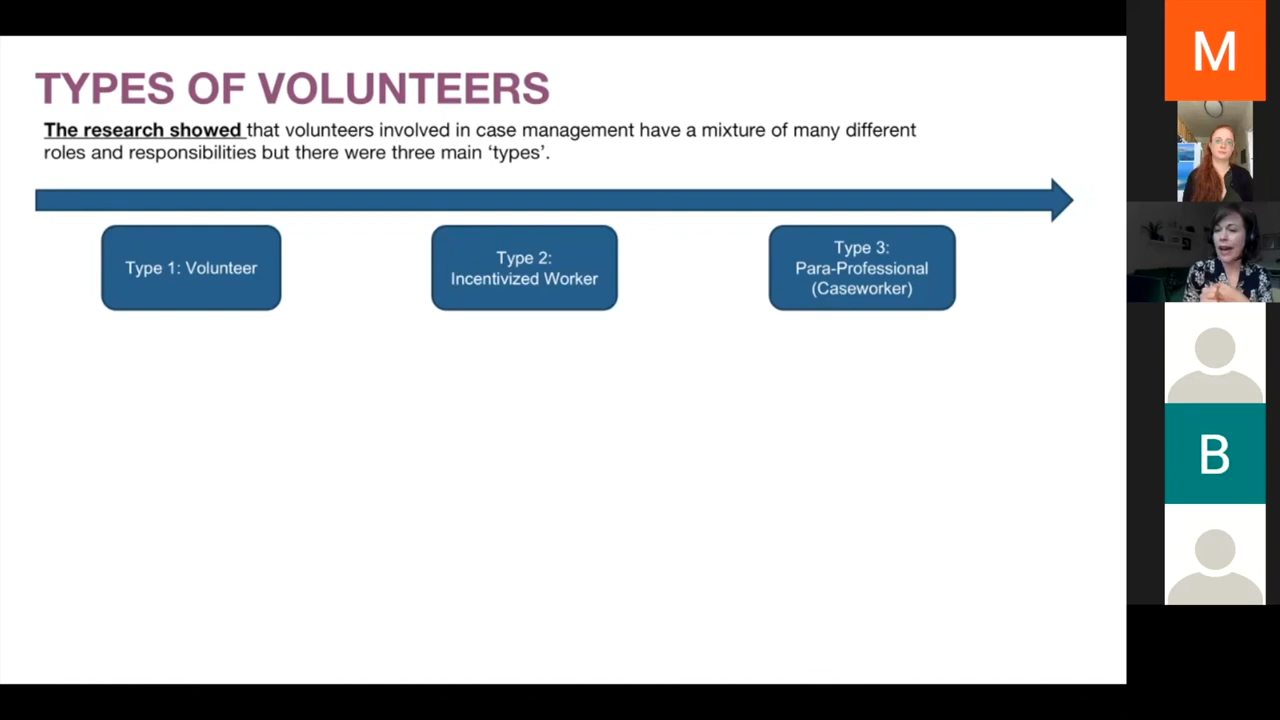 TYPES OF VOLUNTEERS
The research showed that volunteers involved in case management have a mixture of many different
roles and responsibilities but there were three main ‘types’.
Type 1: Volunteer
Type 2:
Incentivized Worker
Type 3:
Para-Professional
(Caseworker)
M
B